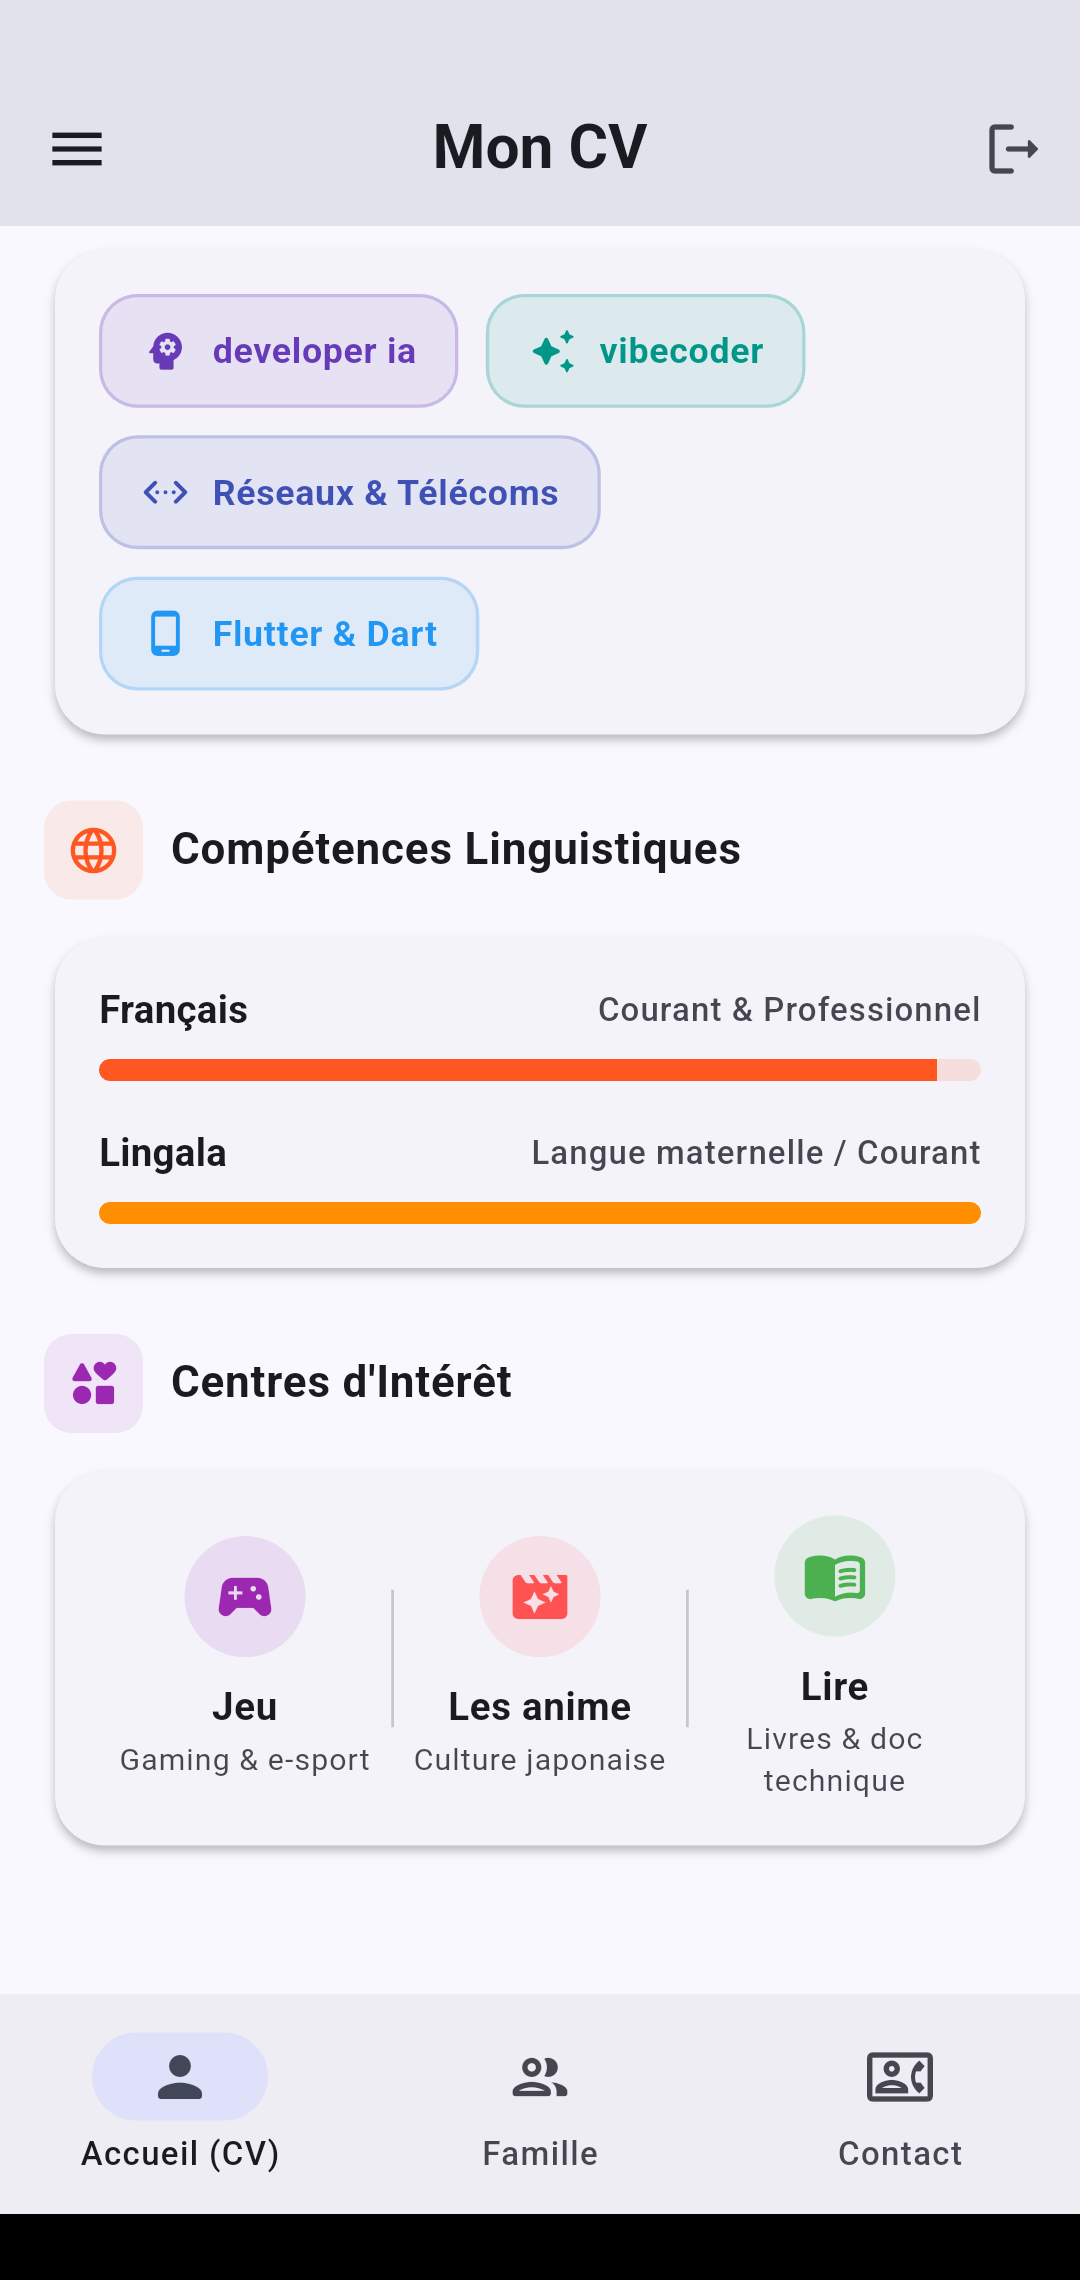 Mon CV
developer ia
vibecoder
Réseaux & Télécoms
Flutter & Dart
Compétences Linguistiques
Français
Courant & Professionnel
Lingala
Langue maternelle / Courant
Centres d'Intérêt
Jeu
Gaming & e-sport
Les anime
Culture japonaise
Lire
Livres & doc
technique
Accueil (CV)
Famille
Contact